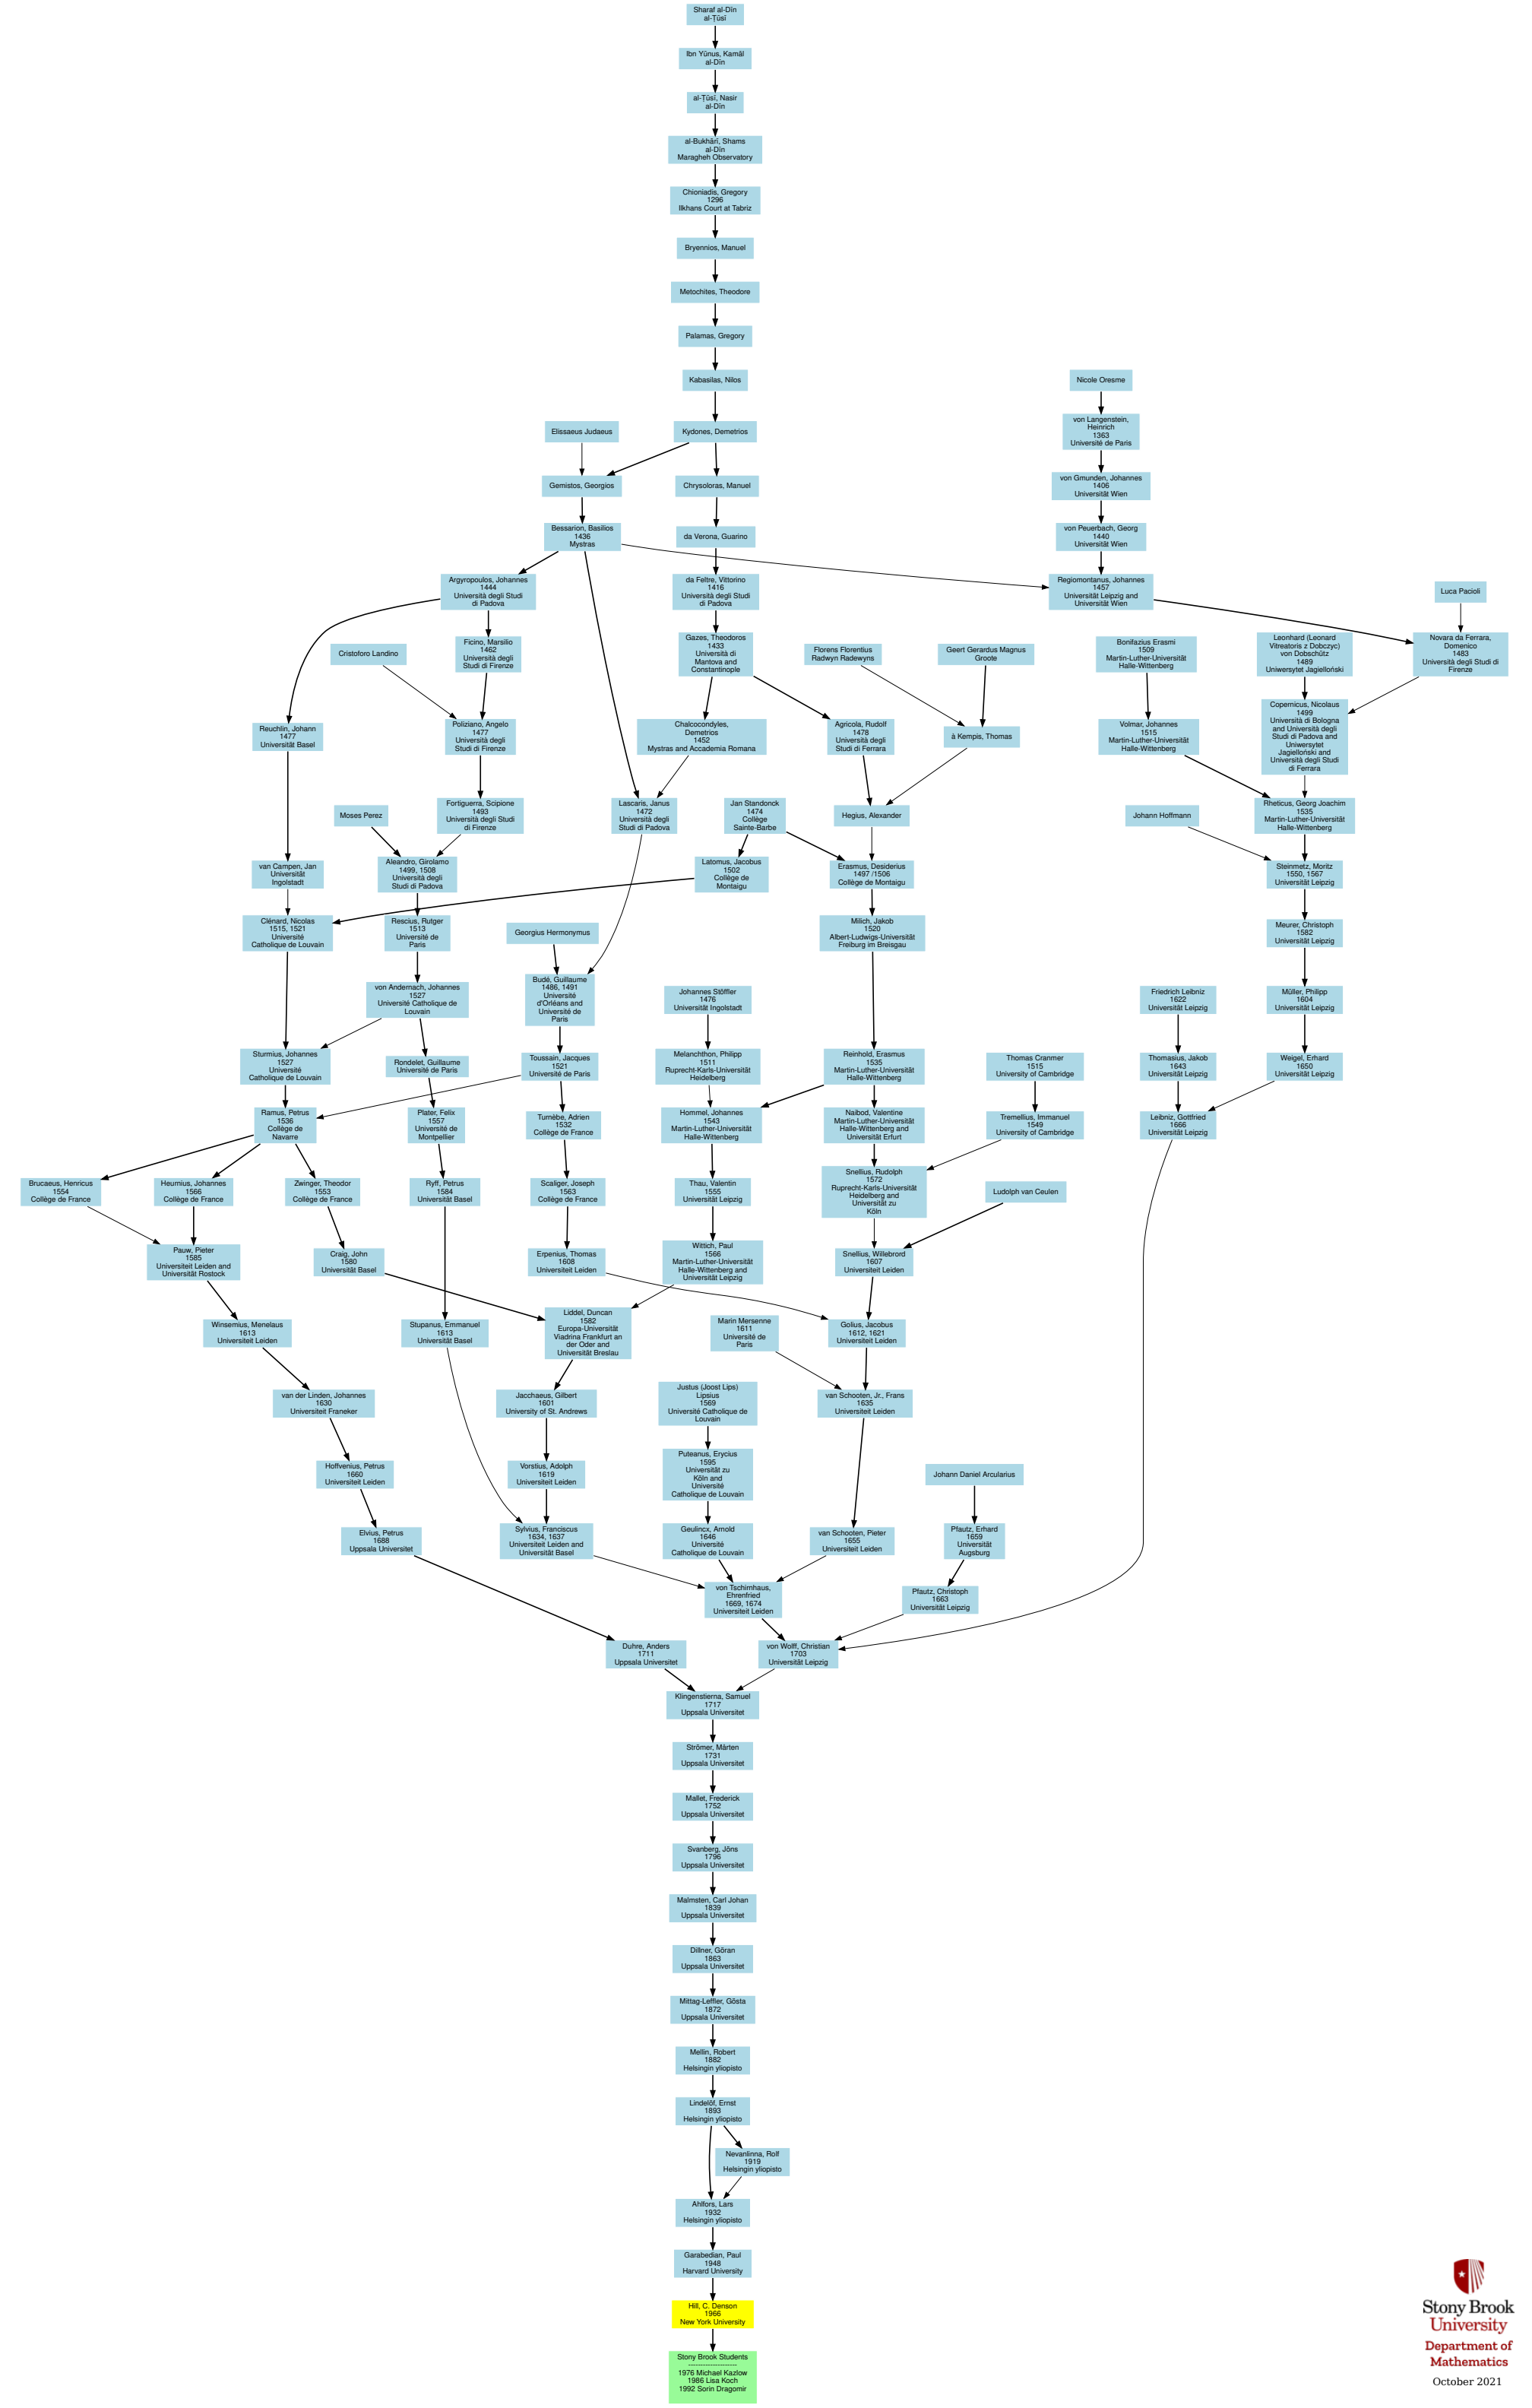 Sharaf al-Dīn
al-Ṭūsī
Ibn Yūnus, Kamāl
al-Dīn
al-Ṭūsī, Nasir
al-Dīn
al-Bukhārī, Shams
al-Dīn
Maragheh Observatory
Chioniadis, Gregory
1296
Ilkhans Court at Tabriz
Bryennios, Manuel
Metochites, Theodore
Palamas, Gregory
Kabasilas, Nilos
Nicole Oresme
Elissaeus Judaeus
Kydones, Demetrios
von Langenstein,
Heinrich
1363
Université de Paris
Gemistos, Georgios
Chrysoloras, Manuel
von Gmunden, Johannes
1406
Universität Wien
Bessarion, Basilios
1436
Mystras
da Verona, Guarino
von Peuerbach, Georg
1440
Universität Wien
Argyropoulos, Johannes
1444
Università degli Studi
di Padova
da Feltre, Vittorino
1416
Università degli Studi
di Padova
Regiomontanus, Johannes
1457
Universität Leipzig and
Universität Wien
Luca Pacioli
Cristoforo Landino
Ficino, Marsilio
1462
Università degli
Studi di Firenze
Gazes, Theodoros
1433
Università di
Mantova and
Constantinople
Florens Florentius
Radwyn Radewyns
Geert Gerardus Magnus
Groote
Bonifazius Erasmi
1509
Martin-Luther-Universität
Halle-Wittenberg
Leonhard (Leonard
Vitreatoris z Dobczyc)
von Dobschütz
1489
Uniwersytet Jagielloński
Novara da Ferrara,
Domenico
1483
Università degli Studi di
Firenze
Reuchlin, Johann
1477
Universität Basel
Poliziano, Angelo
1477
Università degli
Studi di Firenze
Chalcocondyles,
Demetrios
1452
Mystras and Accademia Romana
Agricola, Rudolf
1478
Università degli
Studi di Ferrara
à Kempis, Thomas
Volmar, Johannes
1515
Martin-Luther-Universität
Halle-Wittenberg
Copernicus, Nicolaus
1499
Università di Bologna
and Università degli
Studi di Padova and
Uniwersytet
Jagielloński and
Università degli Studi
di Ferrara
Moses Perez
Fortiguerra, Scipione
1493
Università degli Studi
di Firenze
Lascaris, Janus
1472
Università degli
Studi di Padova
Jan Standonck
1474
Collège
Sainte-Barbe
Hegius, Alexander
Johann Hoffmann
Rheticus, Georg Joachim
1535
Martin-Luther-Universität
Halle-Wittenberg
van Campen, Jan
Universität
Ingolstadt
Aleandro, Girolamo
1499, 1508
Università degli
Studi di Padova
Latomus, Jacobus
1502
Collège de
Montaigu
Erasmus, Desiderius
1497 /1506
Collège de Montaigu
Steinmetz, Moritz
1550, 1567
Universität Leipzig
Clénard, Nicolas
1515, 1521
Université
Catholique de Louvain
Rescius, Rutger
1513
Université de
Paris
Georgius Hermonymus
Milich, Jakob
1520
Albert-Ludwigs-Universität
Freiburg im Breisgau
Meurer, Christoph
1582
Universität Leipzig
von Andernach, Johannes
1527
Université Catholique de
Louvain
Budé, Guillaume
1486, 1491
Université
d'Orléans and
Université de
Paris
Johannes Stöffler
1476
Universität Ingolstadt
Friedrich Leibniz
1622
Universität Leipzig
Müller, Philipp
1604
Universität Leipzig
Sturmius, Johannes
1527
Université
Catholique de Louvain
Rondelet, Guillaume
Université de Paris
Toussain, Jacques
1521
Université de Paris
Melanchthon, Philipp
1511
Ruprecht-Karls-Universität
Heidelberg
Reinhold, Erasmus
1535
Martin-Luther-Universität
Halle-Wittenberg
Thomas Cranmer
1515
University of Cambridge
Thomasius, Jakob
1643
Universität Leipzig
Weigel, Erhard
1650
Universität Leipzig
Ramus, Petrus
1536
Collège de
Navarre
Plater, Felix
1557
Université de
Montpellier
Turnèbe, Adrien
1532
Collège de France
Hommel, Johannes
1543
Martin-Luther-Universität
Halle-Wittenberg
Naibod, Valentine
Martin-Luther-Universität
Halle-Wittenberg and
Universität Erfurt
Tremellius, Immanuel
1549
University of Cambridge
Leibniz, Gottfried
1666
Universität Leipzig
Brucaeus, Henricus
1554
Collège de France
Heurnius, Johannes
1566
Collège de France
Zwinger, Theodor
1553
Collège de France
Ryff, Petrus
1584
Universität Basel
Scaliger, Joseph
1563
Collège de France
Thau, Valentin
1555
Universität Leipzig
Snellius, Rudolph
1572
Ruprecht-Karls-Universität
Heidelberg and
Universität zu
Köln
Ludolph van Ceulen
Pauw, Pieter
1585
Universiteit Leiden and
Universität Rostock
Craig, John
1580
Universität Basel
Erpenius, Thomas
1608
Universiteit Leiden
Wittich, Paul
1566
Martin-Luther-Universität
Halle-Wittenberg and
Universität Leipzig
Snellius, Willebrord
1607
Universiteit Leiden
Winsemius, Menelaus
1613
Universiteit Leiden
Stupanus, Emmanuel
1613
Universität Basel
Liddel, Duncan
1582
Europa-Universität
Viadrina Frankfurt an
der Oder and
Universität Breslau
Marin Mersenne
1611
Université de
Paris
Golius, Jacobus
1612, 1621
Universiteit Leiden
van der Linden, Johannes
1630
Universiteit Franeker
Jacchaeus, Gilbert
1601
University of St. Andrews
Justus (Joost Lips)
Lipsius
1569
Université Catholique de
Louvain
van Schooten, Jr., Frans
1635
Universiteit Leiden
Hoffvenius, Petrus
1660
Universiteit Leiden
Vorstius, Adolph
1619
Universiteit Leiden
Puteanus, Erycius
1595
Universität zu
Köln and
Université
Catholique de Louvain
Johann Daniel Arcularius
Elvius, Petrus
1688
Uppsala Universitet
Sylvius, Franciscus
1634, 1637
Universiteit Leiden and
Universität Basel
Geulincx, Arnold
1646
Université
Catholique de Louvain
van Schooten, Pieter
1655
Universiteit Leiden
Pfautz, Erhard
1659
Universität
Augsburg
von Tschirnhaus,
Ehrenfried
1669, 1674
Universiteit Leiden
Pfautz, Christoph
1663
Universität Leipzig
Duhre, Anders
1711
Uppsala Universitet
von Wolff, Christian
1703
Universität Leipzig
Klingenstierna, Samuel
1717
Uppsala Universitet
Strömer, Mårten
1731
Uppsala Universitet
Mallet, Frederick
1752
Uppsala Universitet
Svanberg, Jöns
1796
Uppsala Universitet
Malmsten, Carl Johan
1839
Uppsala Universitet
Dillner, Göran
1863
Uppsala Universitet
Mittag-Leffler, Gösta
1872
Uppsala Universitet
Mellin, Robert
1882
Helsingin yliopisto
Lindelöf, Ernst
1893
Helsingin yliopisto
Nevanlinna, Rolf
1919
Helsingin yliopisto
Ahlfors, Lars
1932
Helsingin yliopisto
Garabedian, Paul
1948
Harvard University
Hill, C. Denson
1966
New York University
Stony Brook Students
--------------------
1976 Michael Kazlow
1986 Lisa Koch
1992 Sorin Dragomir
Stony Brook
University
Department of
Mathematics
October 2021